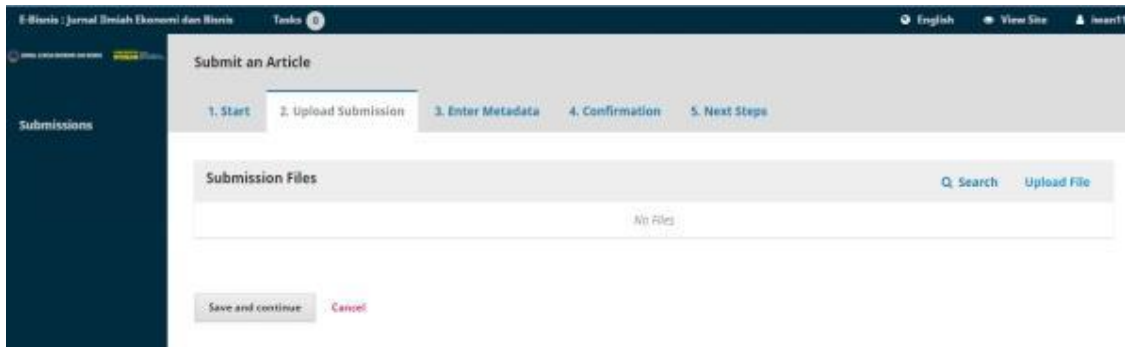 E-Bisnis : Jurnal Ilmiah Ekonomi dan Bisnis Tasks 0 English View Site
Submissions
Submit an Article
1. Start 2. Upload Submission 3. Enter Metadata 4. Confirmation 5. Next Steps
Submission Files Search Upload File
No Files
Save and continue Cancel